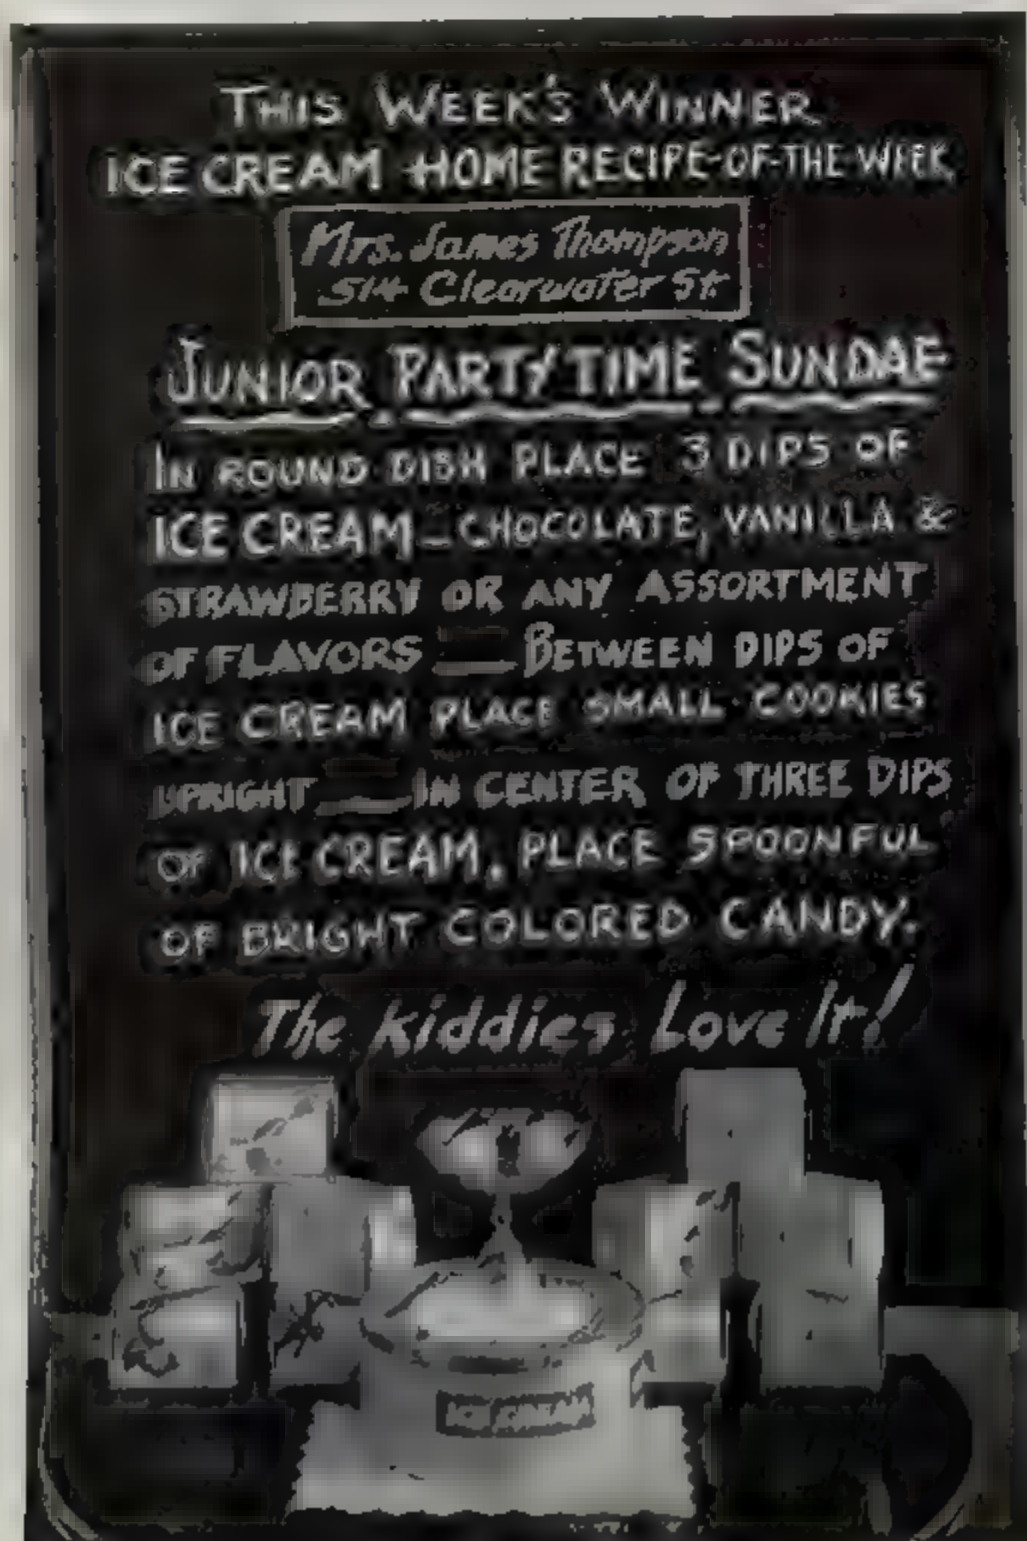 THIS WEEK'S WINNER
ICE CREAM HOME RECIPE-OF-THE-WEEK
Mrs. James Thompson
514 Clearwater St.
JUNIOR PARTY TIME SUNDAE
IN ROUND DISH PLACE 3 DIPS OF
ICE CREAM — CHOCOLATE, VANILLA &
STRAWBERRY OR ANY ASSORTMENT
OF FLAVORS — BETWEEN DIPS OF
ICE CREAM PLACE SMALL COOKIES
UPRIGHT — IN CENTER OF THREE DIPS
OF ICE CREAM, PLACE SPOONFUL
OF BRIGHT COLORED CANDY.
The Kiddies Love It!
ICE CREAM